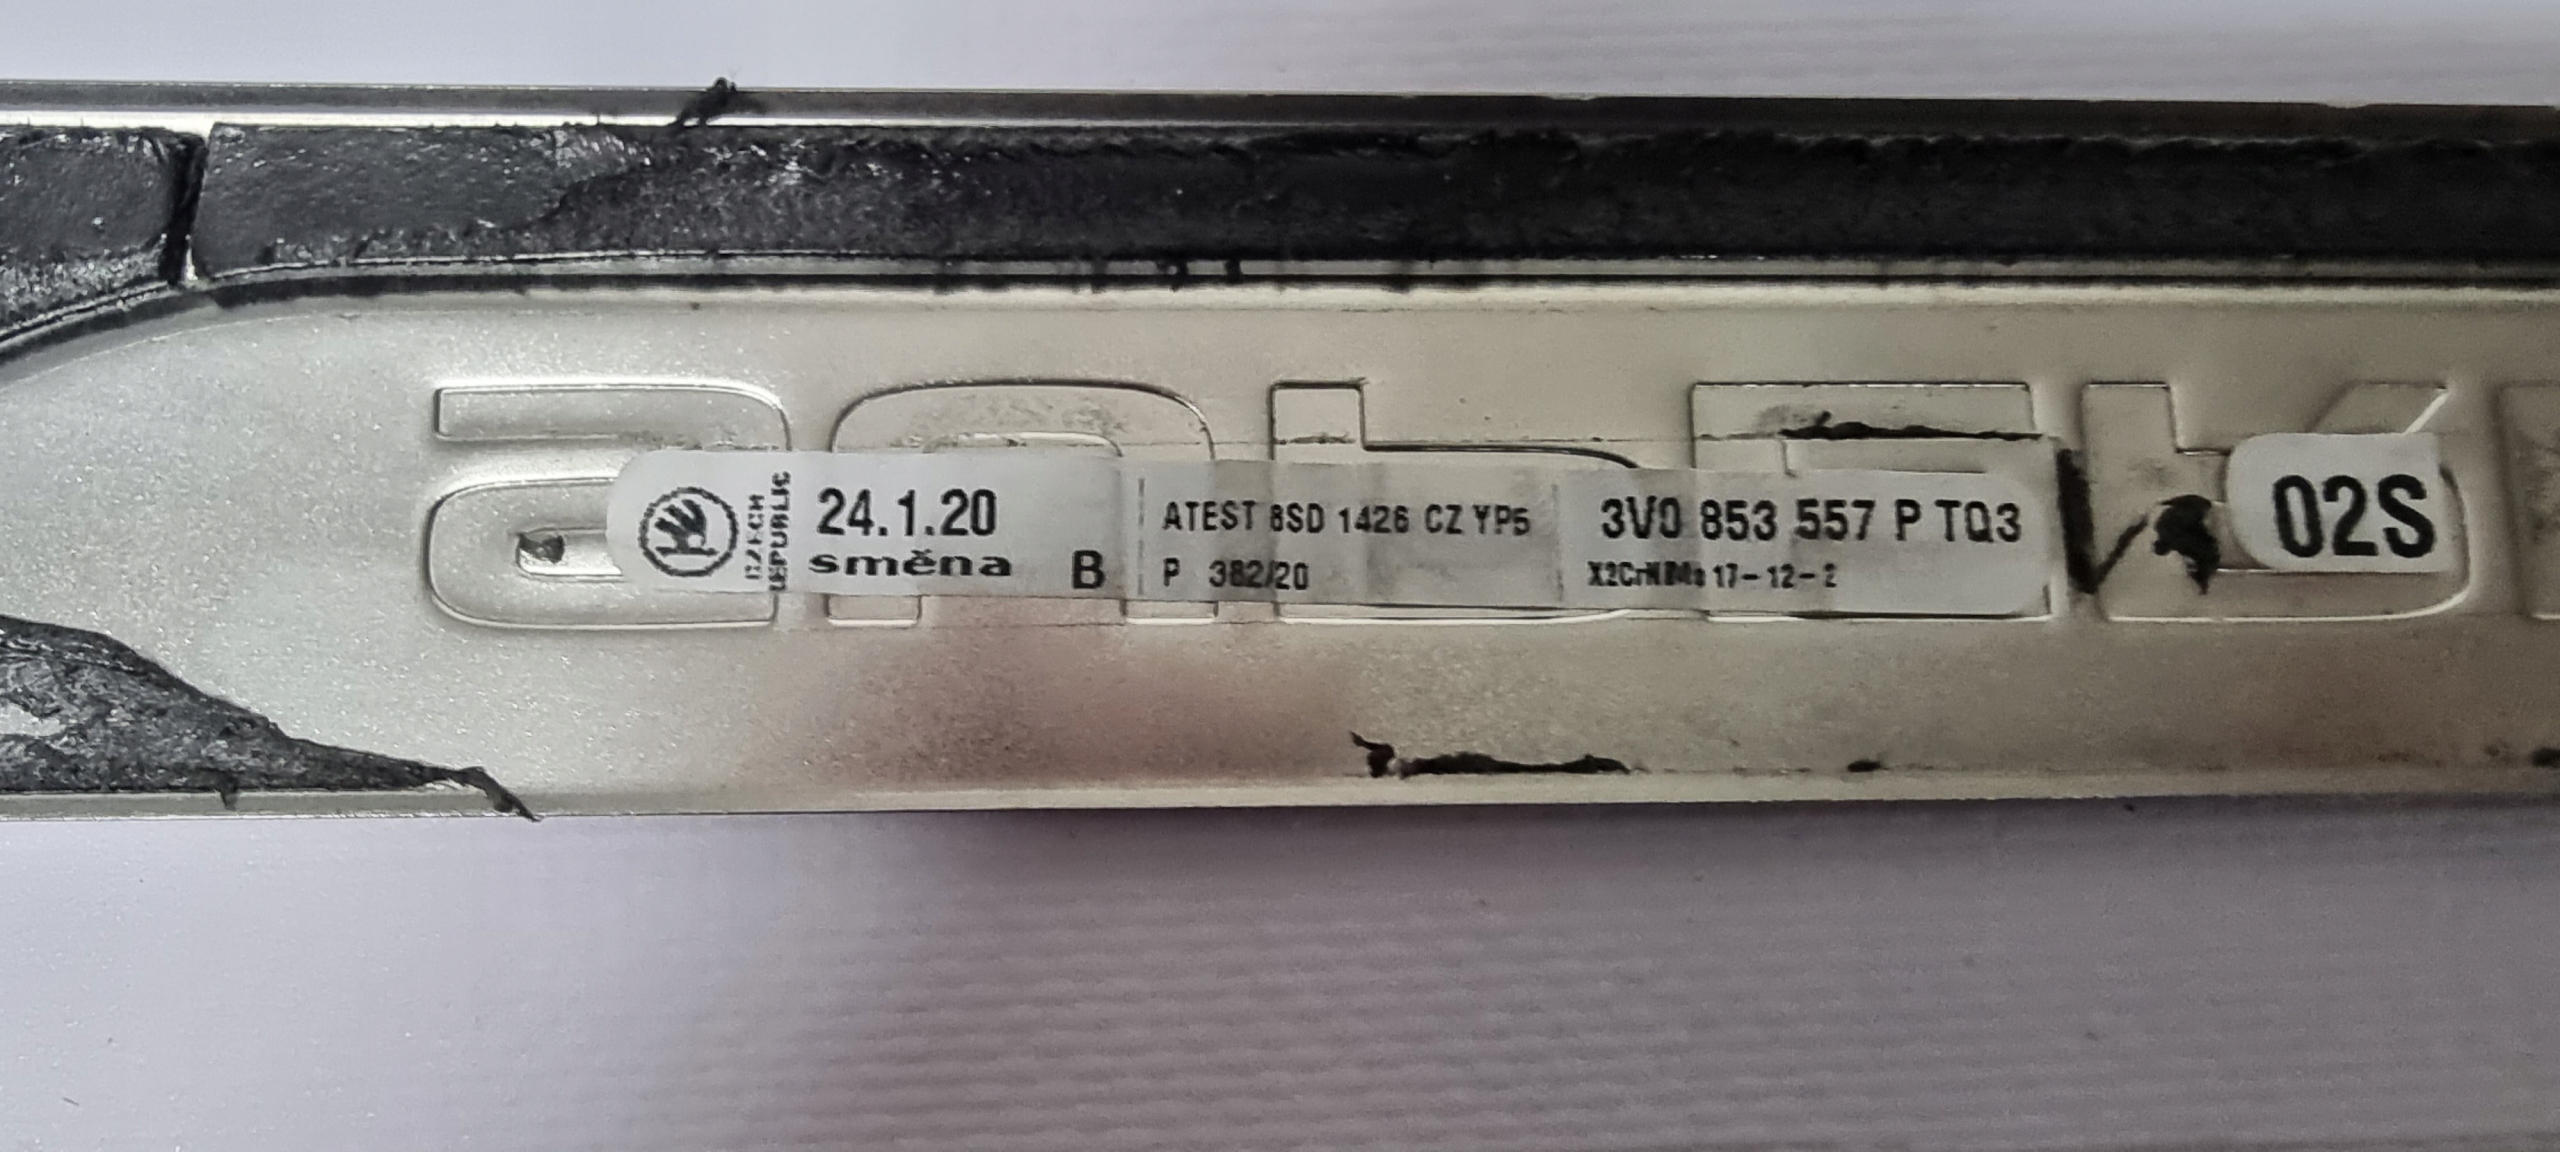 CZECH
REPUBLIC
24.1.20
směna B
ATEST 8SD 1426 CZ YP5
P 382/20
3V0 853 557 P TQ3
X2CrNiMo 17-12-2
02S